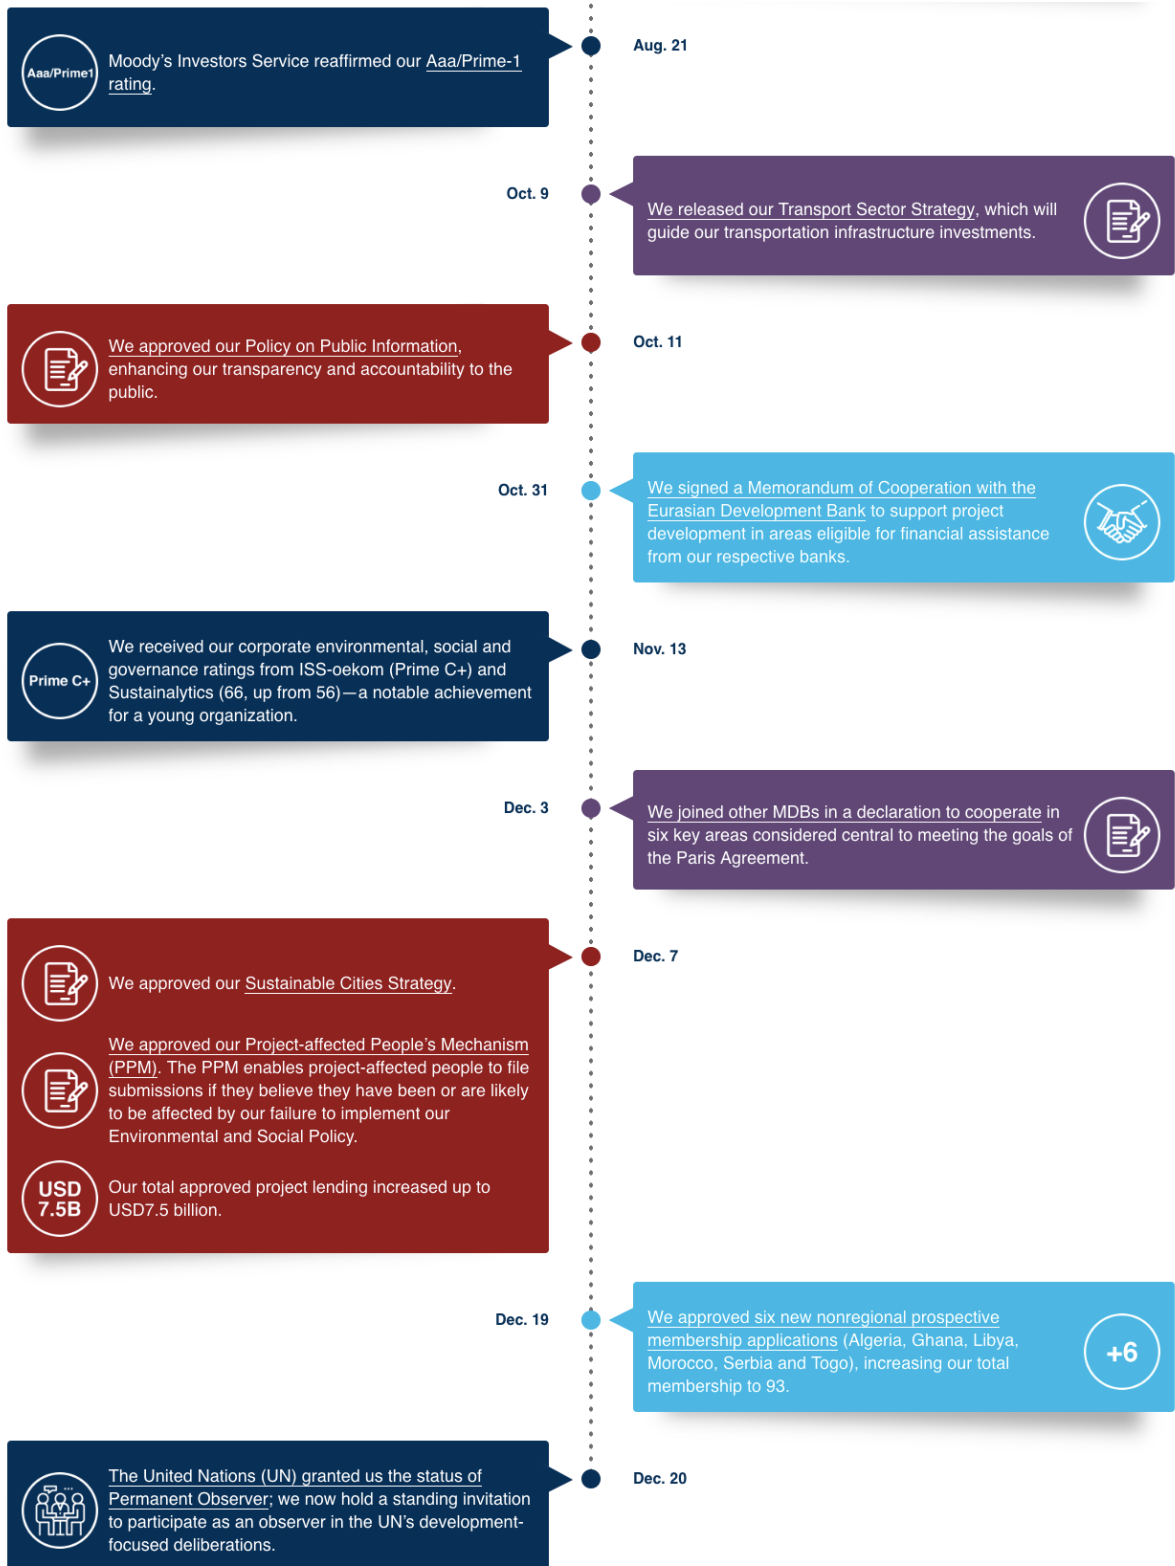 Aaa/Prime1
Moody’s Investors Service reaffirmed our Aaa/Prime-1
rating.
Aug. 21
Oct. 9
We released our Transport Sector Strategy, which will
guide our transportation infrastructure investments.
We approved our Policy on Public Information,
enhancing our transparency and accountability to the
public.
Oct. 11
Oct. 31
We signed a Memorandum of Cooperation with the
Eurasian Development Bank to support project
development in areas eligible for financial assistance
from our respective banks.
Prime C+
We received our corporate environmental, social and
governance ratings from ISS-oekom (Prime C+) and
Sustainalytics (66, up from 56)—a notable achievement
for a young organization.
Nov. 13
Dec. 3
We joined other MDBs in a declaration to cooperate in
six key areas considered central to meeting the goals of
the Paris Agreement.
Dec. 7
We approved our Sustainable Cities Strategy.
We approved our Project-affected People’s Mechanism
(PPM). The PPM enables project-affected people to file
submissions if they believe they have been or are likely
to be affected by our failure to implement our
Environmental and Social Policy.
USD
7.5B
Our total approved project lending increased up to
USD7.5 billion.
Dec. 19
We approved six new nonregional prospective
membership applications (Algeria, Ghana, Libya,
Morocco, Serbia and Togo), increasing our total
membership to 93.
+6
The United Nations (UN) granted us the status of
Permanent Observer; we now hold a standing invitation
to participate as an observer in the UN’s development-
focused deliberations.
Dec. 20